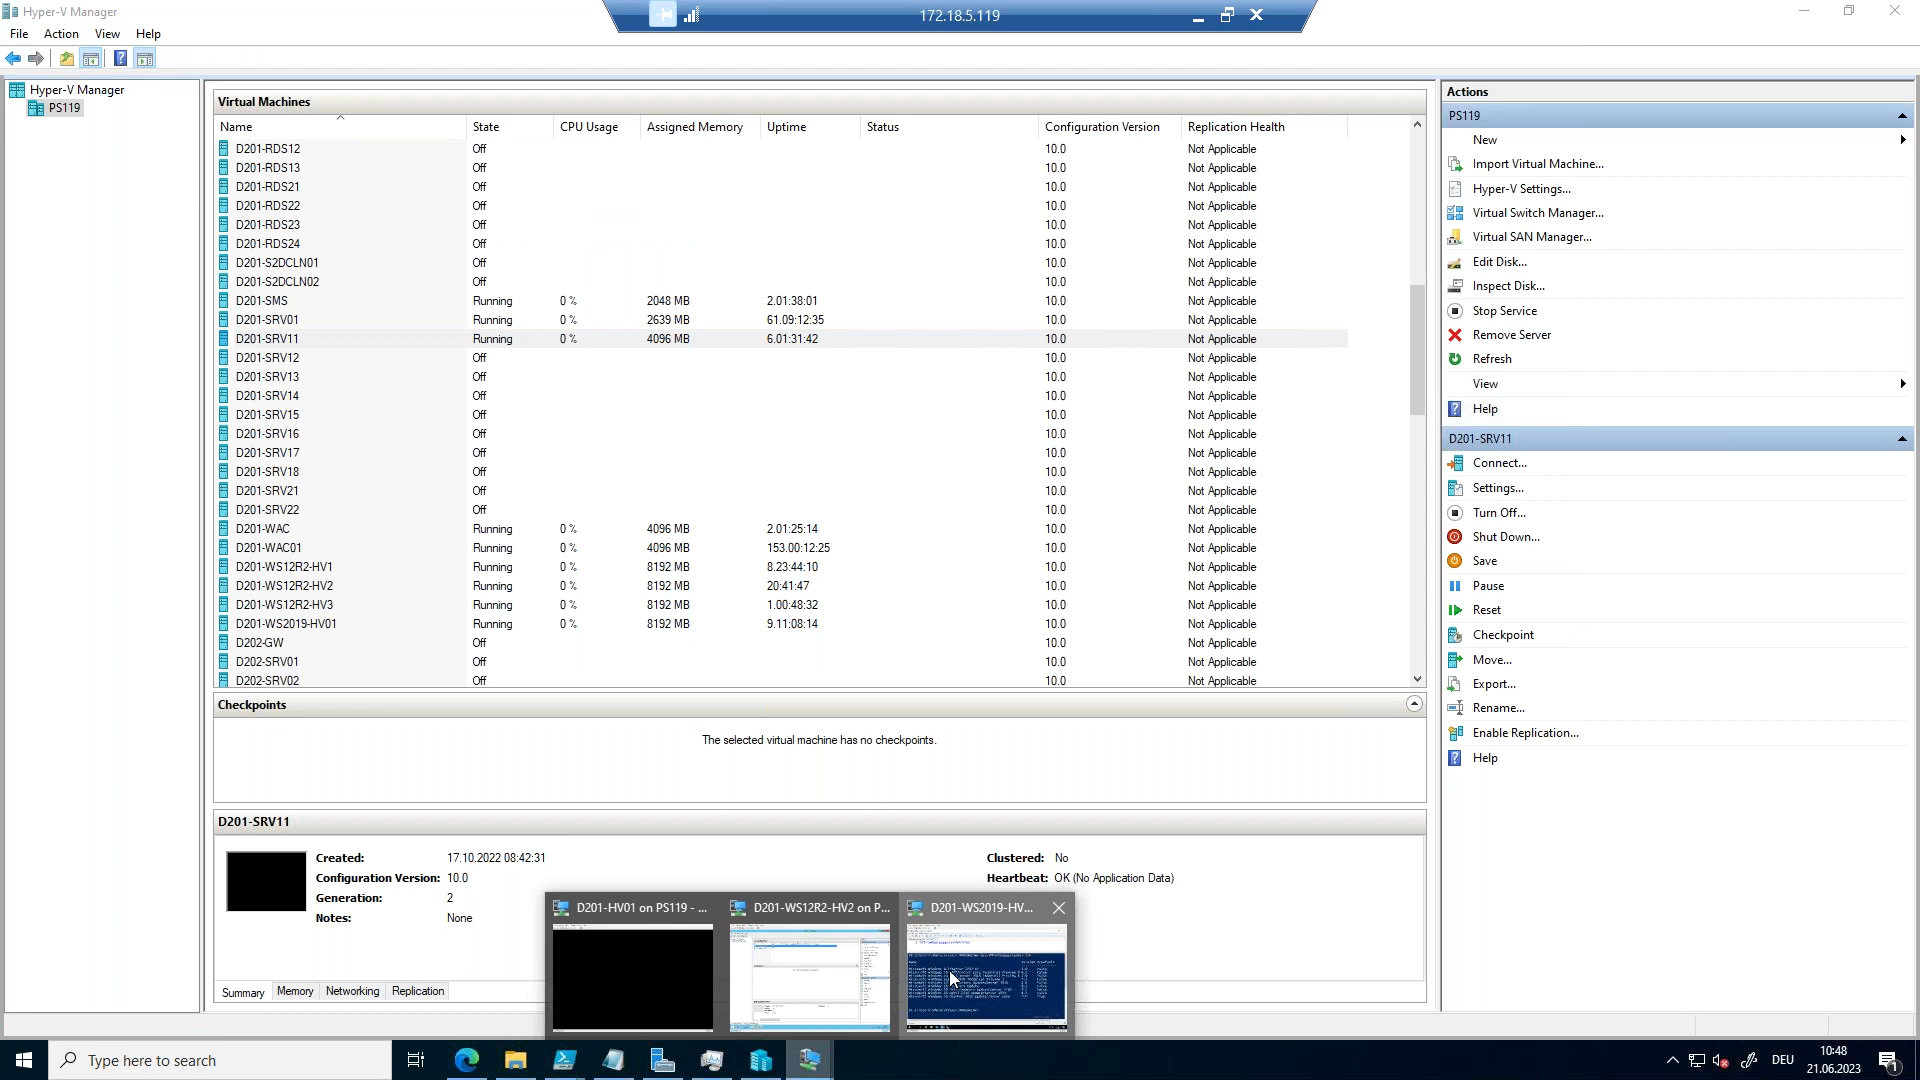 Hyper-V Manager
172.18.5.119
File Action View Help
Hyper-V Manager
PS119
Virtual Machines
Name State CPU Usage Assigned Memory Uptime Status Configuration Version Replication Health
D201-RDS12 Off 10.0 Not Applicable
D201-RDS13 Off 10.0 Not Applicable
D201-RDS21 Off 10.0 Not Applicable
D201-RDS22 Off 10.0 Not Applicable
D201-RDS23 Off 10.0 Not Applicable
D201-RDS24 Off 10.0 Not Applicable
D201-S2DCLN01 Off 10.0 Not Applicable
D201-S2DCLN02 Off 10.0 Not Applicable
D201-SMS Running 0 % 2048 MB 2.01:38:01 10.0 Not Applicable
D201-SRV01 Running 0 % 2639 MB 61.09:12:35 10.0 Not Applicable
D201-SRV11 Running 0 % 4096 MB 6.01:31:42 10.0 Not Applicable
D201-SRV12 Off 10.0 Not Applicable
D201-SRV13 Off 10.0 Not Applicable
D201-SRV14 Off 10.0 Not Applicable
D201-SRV15 Off 10.0 Not Applicable
D201-SRV16 Off 10.0 Not Applicable
D201-SRV17 Off 10.0 Not Applicable
D201-SRV18 Off 10.0 Not Applicable
D201-SRV21 Off 10.0 Not Applicable
D201-SRV22 Off 10.0 Not Applicable
D201-WAC Running 0 % 4096 MB 2.01:25:14 10.0 Not Applicable
D201-WAC01 Running 0 % 4096 MB 153.00:12:25 10.0 Not Applicable
D201-WS12R2-HV1 Running 0 % 8192 MB 8.23:44:10 10.0 Not Applicable
D201-WS12R2-HV2 Running 0 % 8192 MB 20:41:47 10.0 Not Applicable
D201-WS12R2-HV3 Running 0 % 8192 MB 1.00:48:32 10.0 Not Applicable
D201-WS2019-HV01 Running 0 % 8192 MB 9.11:08:14 10.0 Not Applicable
D202-GW Off 10.0 Not Applicable
D202-SRV01 Off 10.0 Not Applicable
D202-SRV02 Off 10.0 Not Applicable
Checkpoints
The selected virtual machine has no checkpoints.
D201-SRV11
Created: 17.10.2022 08:42:31 Clustered: No
Configuration Version: 10.0 Heartbeat: OK (No Application Data)
Generation: 2
Notes: None
Summary Memory Networking Replication
Actions
PS119
New
Import Virtual Machine...
Hyper-V Settings...
Virtual Switch Manager...
Virtual SAN Manager...
Edit Disk...
Inspect Disk...
Stop Service
Remove Server
Refresh
View
Help
D201-SRV11
Connect...
Settings...
Turn Off...
Shut Down...
Save
Pause
Reset
Checkpoint
Move...
Export...
Rename...
Enable Replication...
Help
D201-HV01 on PS119 - ... D201-WS12R2-HV2 on P... D201-WS2019-HV...
Type here to search
DEU
10:48
21.06.2023
1